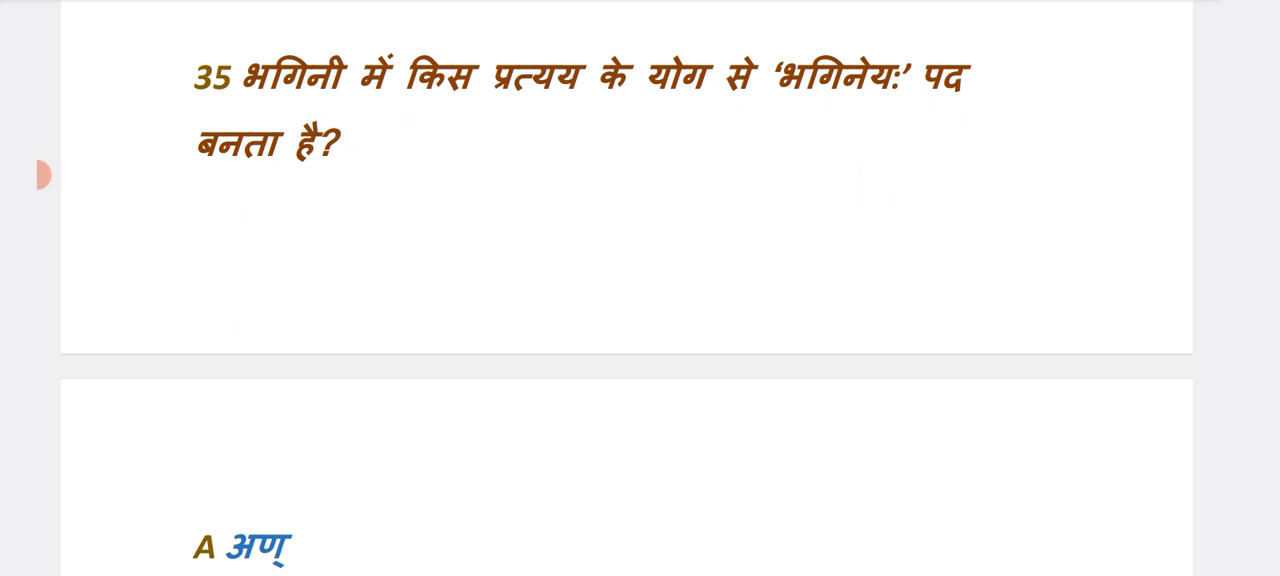 35 भगिनी में किस प्रत्यय के योग से ‘भगिनेयः’ पद
बनता है?
A अण्